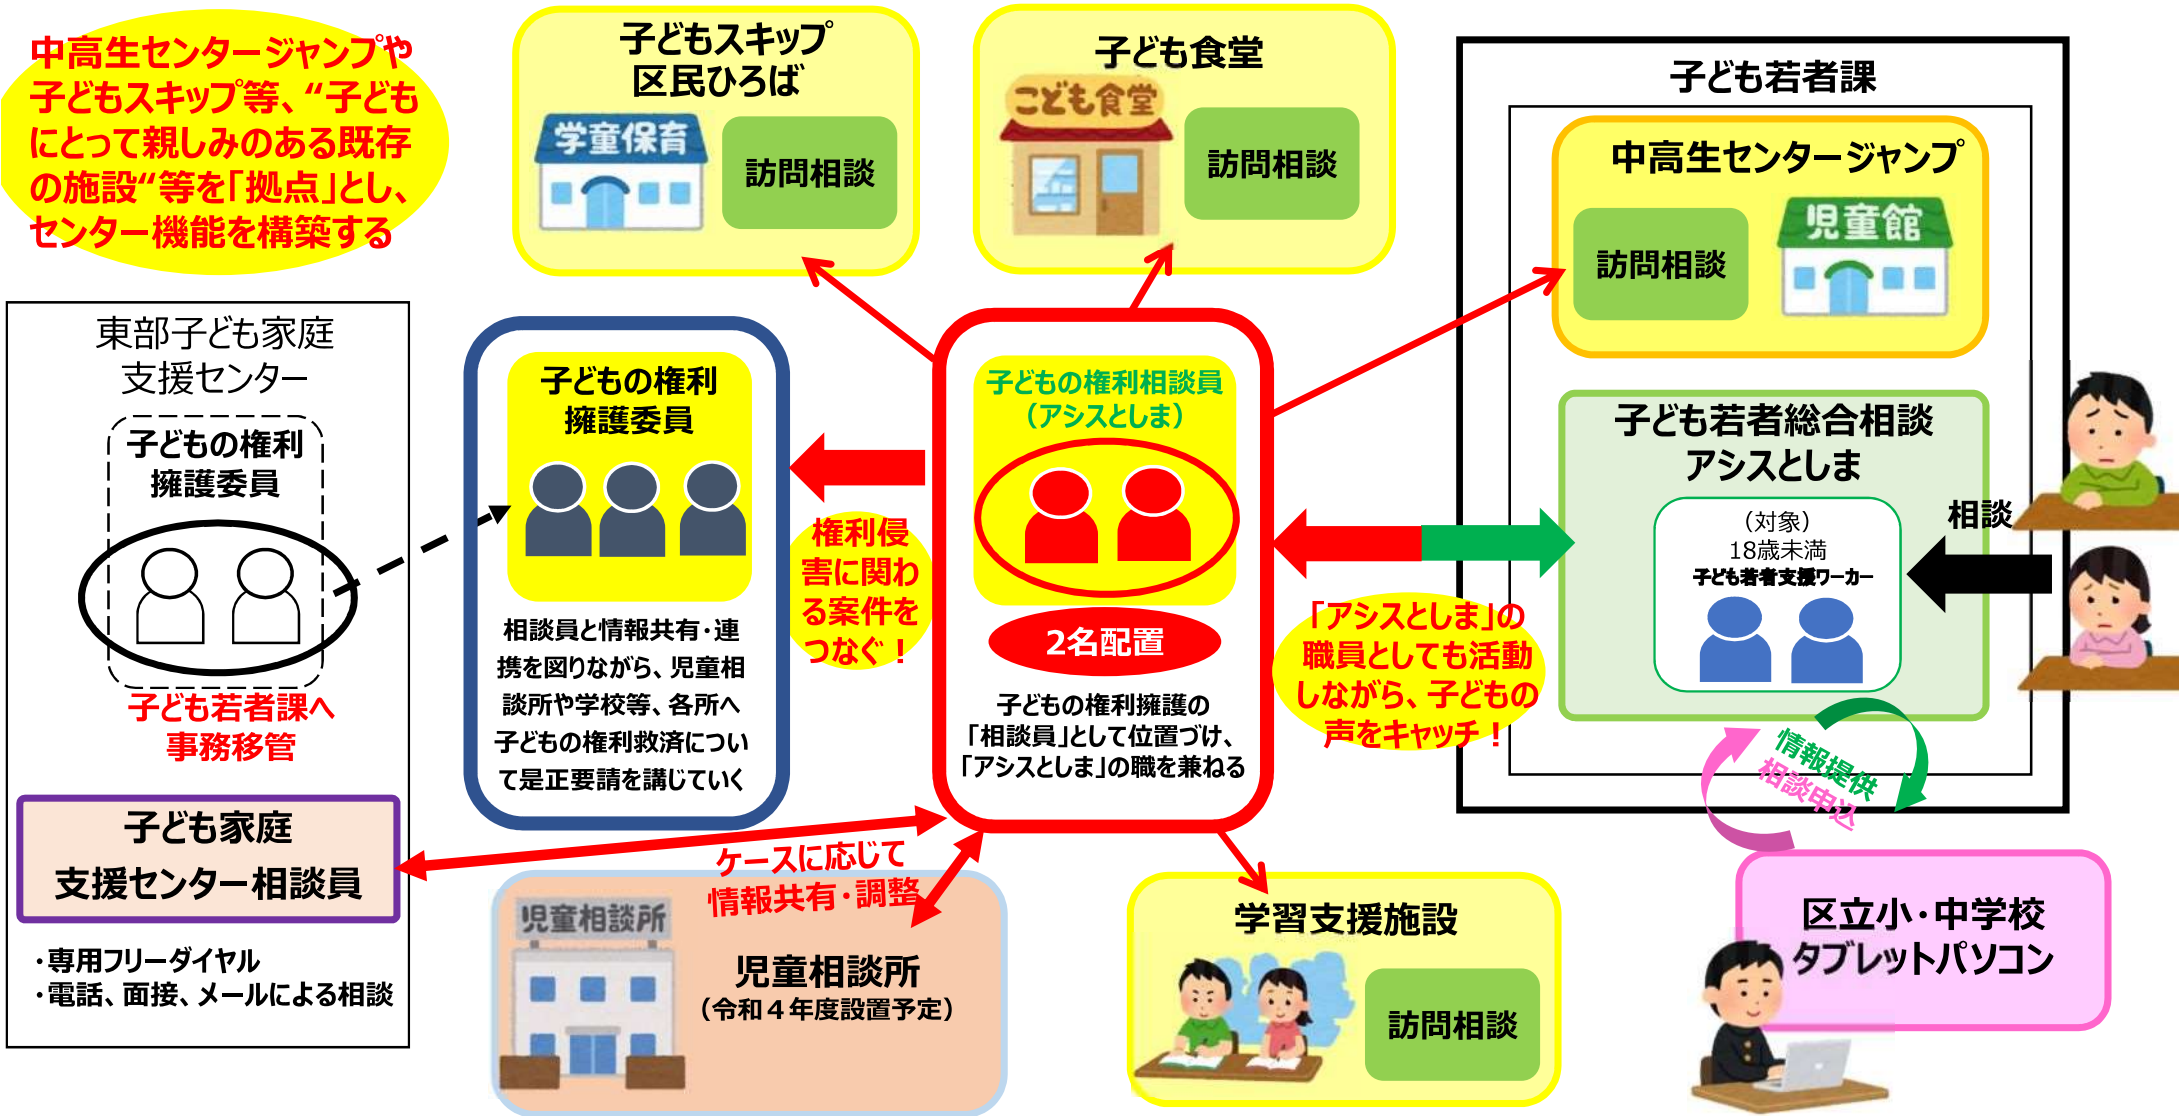 中高生センタージャンプや
子どもスキップ等、“子ども
にとって親しみのある既存
の施設“等を「拠点」とし、
センター機能を構築する
子どもスキップ
区民ひろば
学童保育
訪問相談
子ども食堂
こども食堂
訪問相談
子ども若者課
中高生センタージャンプ
訪問相談
児童館
東部子ども家庭
支援センター
子どもの権利
擁護委員
子ども若者課へ
事務移管
子ども家庭
支援センター相談員
・専用フリーダイヤル
・電話、面接、メールによる相談
子どもの権利
擁護委員
相談員と情報共有・連
携を図りながら、児童相
談所や学校等、各所へ
子どもの権利救済につい
て是正要請を講じていく
権利侵
害に関わ
る案件を
つなぐ！
子どもの権利相談員
（アシスとしま）
2名配置
子どもの権利擁護の
「相談員」として位置づけ、
「アシスとしま」の職を兼ねる
「アシスとしま」の
職員としても活動
しながら、子どもの
声をキャッチ！
子ども若者総合相談
アシスとしま
（対象）
18歳未満
子ども若者支援ワーカー
相談
情報提供
相談申込
ケースに応じて
情報共有・調整
児童相談所
児童相談所
（令和４年度設置予定）
学習支援施設
訪問相談
区立小・中学校
タブレットパソコン